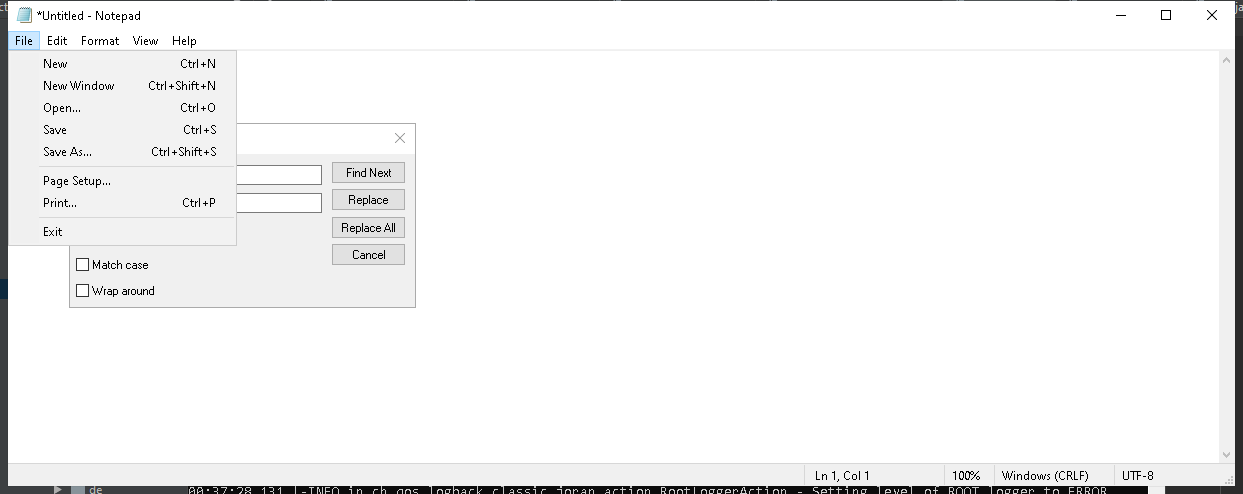 *Untitled - Notepad
File Edit Format View Help
New Ctrl+N
New Window Ctrl+Shift+N
Open... Ctrl+O
Save Ctrl+S
Save As... Ctrl+Shift+S
Page Setup...
Print... Ctrl+P
Exit
Find Next
Replace
Replace All
Cancel
Match case
Wrap around
Ln 1, Col 1 100% Windows (CRLF) UTF-8
de 00:37:28,131 |-INFO in ch.qos.logback.classic.joran.action.RootLoggerAction - Setting level of ROOT logger to ERROR